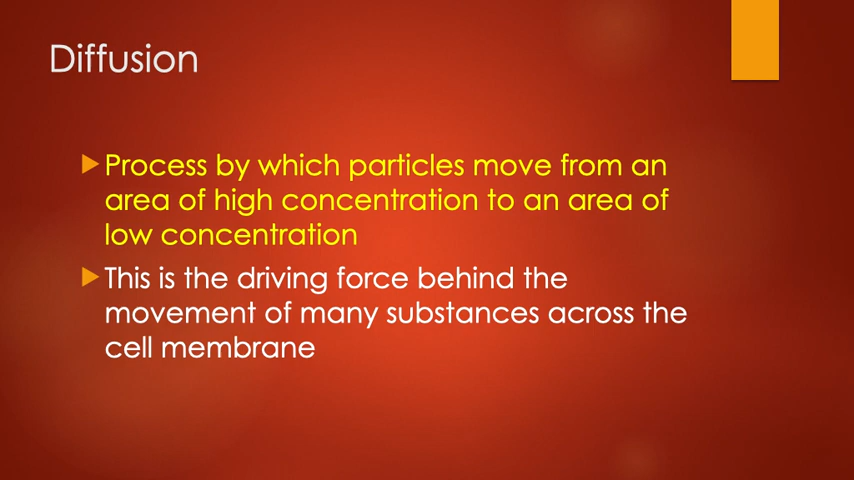 Diffusion
Process by which particles move from an
area of high concentration to an area of
low concentration
This is the driving force behind the
movement of many substances across the
cell membrane